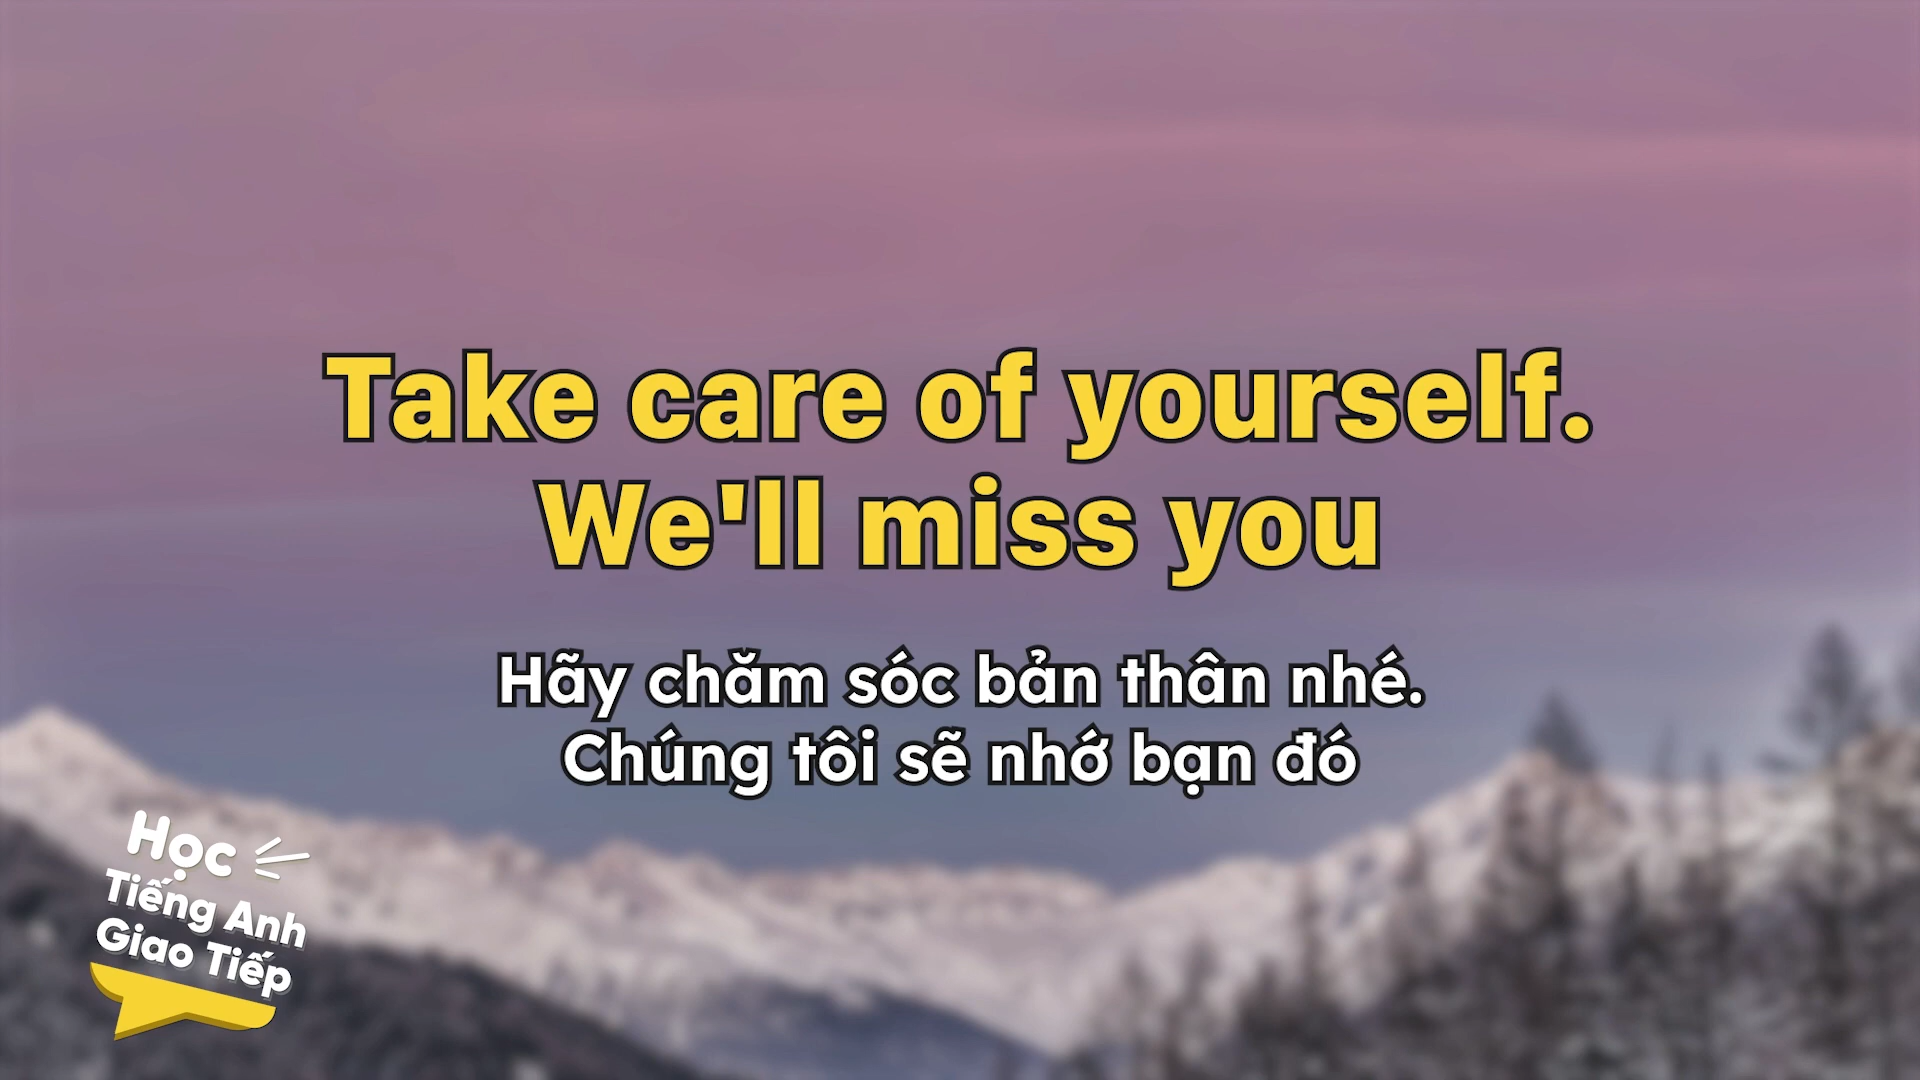 Take care of yourself.
We'll miss you
Hãy chăm sóc bản thân nhé.
Chúng tôi sẽ nhớ bạn đó
Học
Tiếng Anh
Giao Tiếp